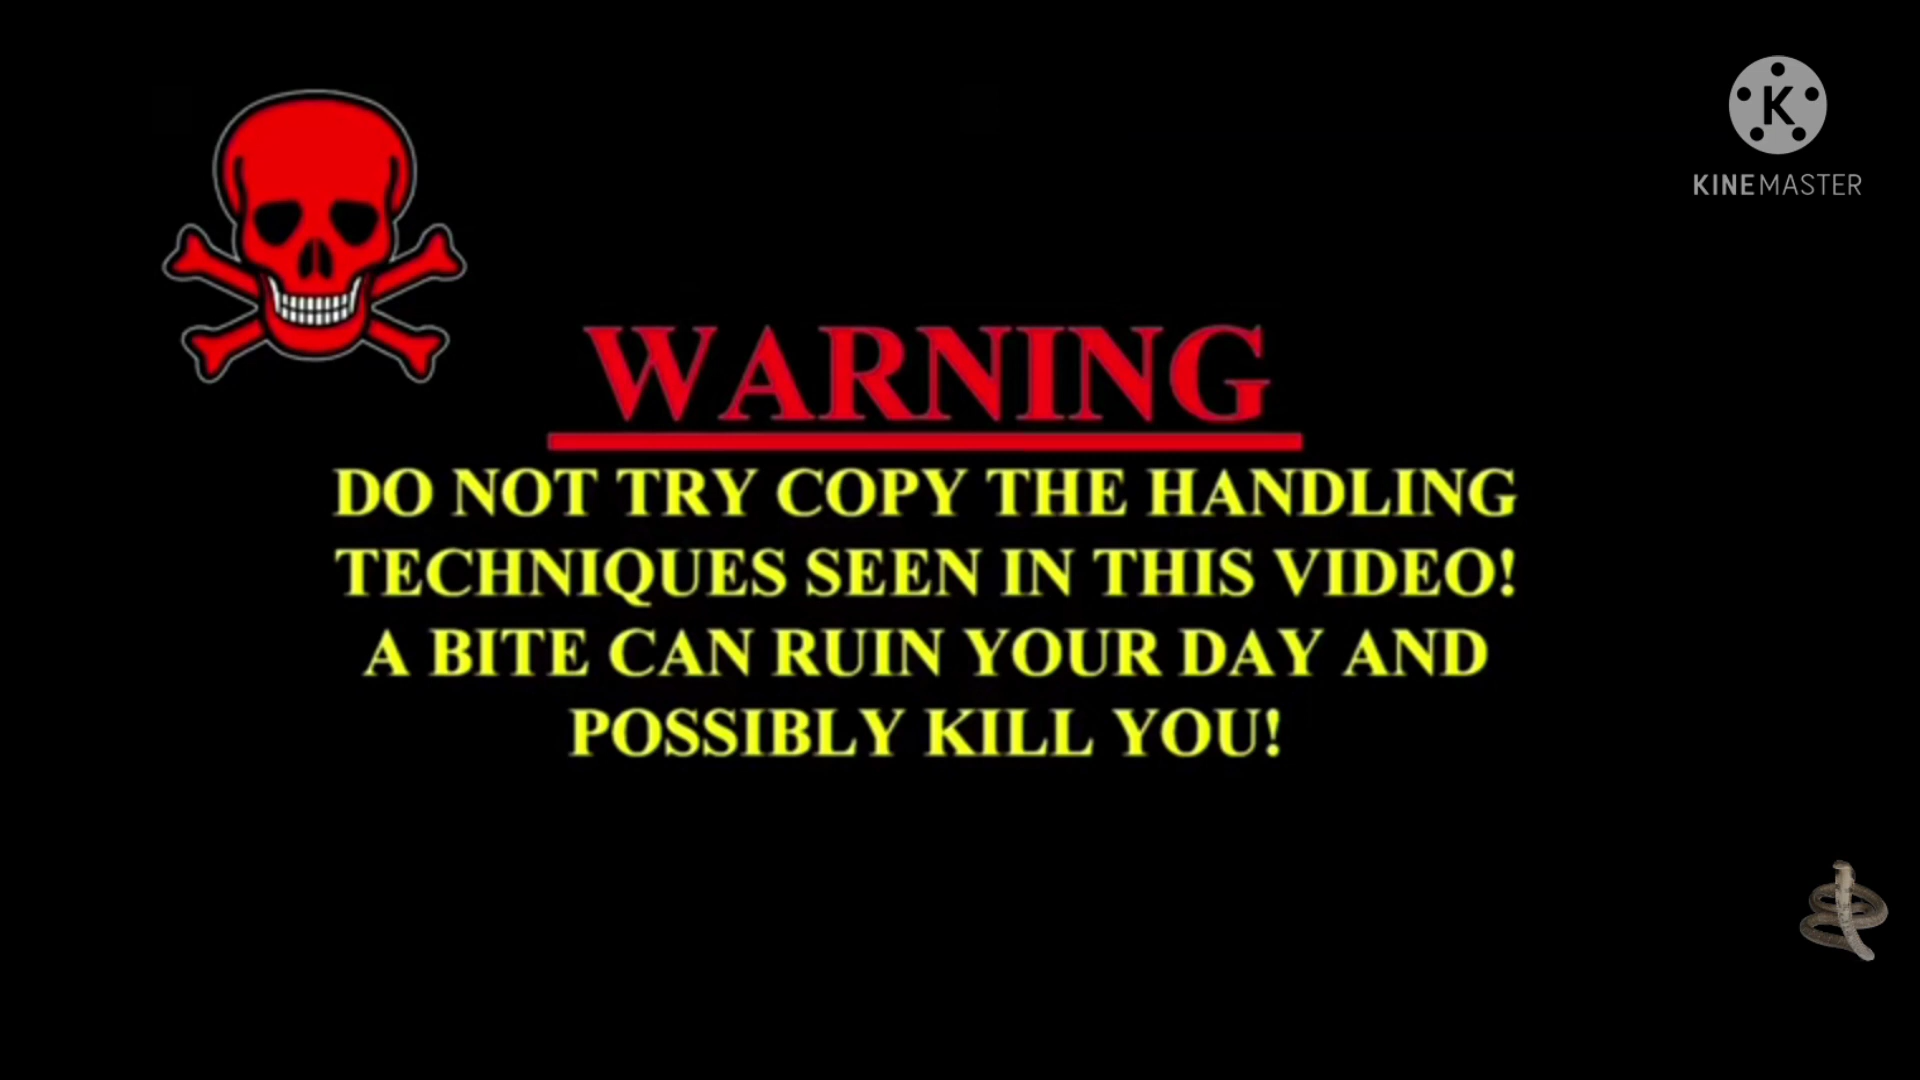 K
KINEMASTER
WARNING
DO NOT TRY COPY THE HANDLING
TECHNIQUES SEEN IN THIS VIDEO!
A BITE CAN RUIN YOUR DAY AND
POSSIBLY KILL YOU!